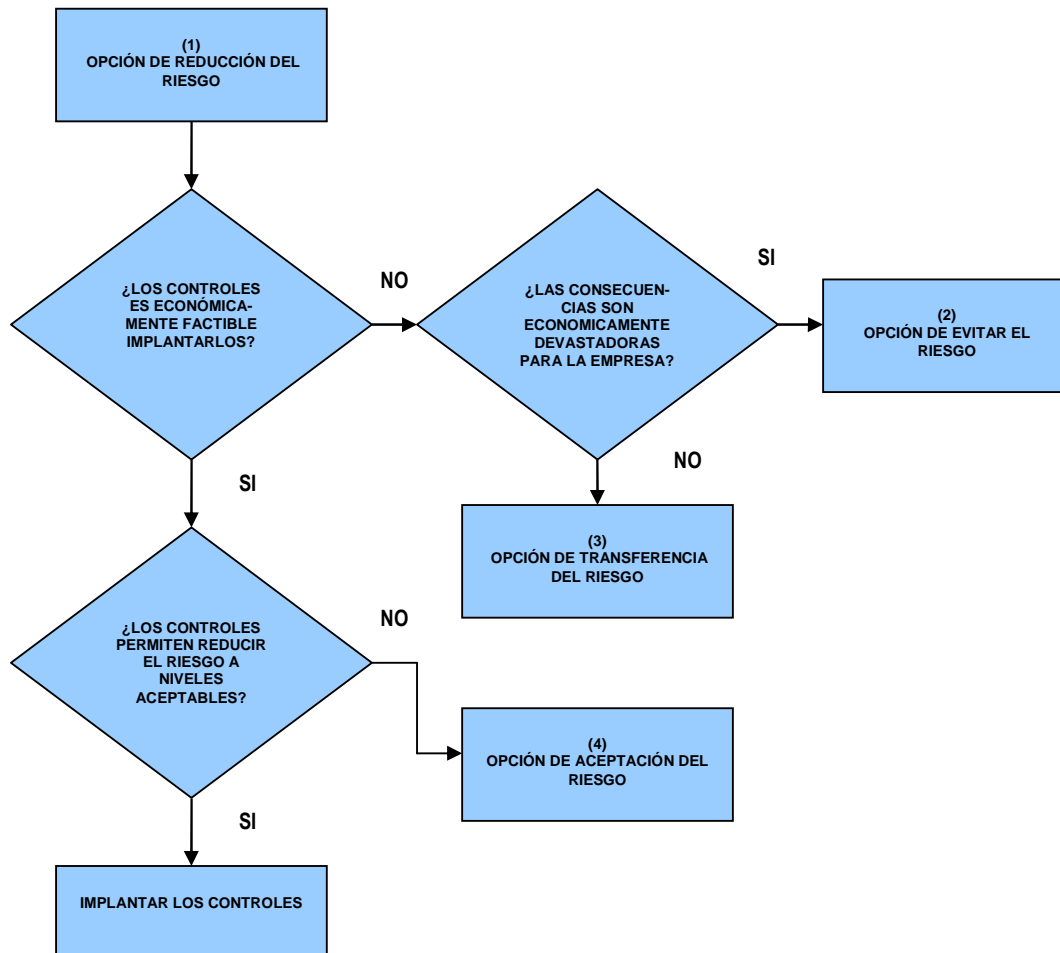 (1)
OPCIÓN DE REDUCCIÓN DEL
RIESGO
¿LOS CONTROLES
ES ECONÓMICA-
MENTE FACTIBLE
IMPLANTARLOS?
NO
¿LAS CONSECUEN-
CIAS SON
ECONOMICAMENTE
DEVASTADORAS
PARA LA EMPRESA?
SI
(2)
OPCIÓN DE EVITAR EL
RIESGO
SI
NO
(3)
OPCIÓN DE TRANSFERENCIA
DEL RIESGO
¿LOS CONTROLES
PERMITEN REDUCIR
EL RIESGO A
NIVELES
ACEPTABLES?
NO
(4)
OPCIÓN DE ACEPTACIÓN DEL
RIESGO
SI
IMPLANTAR LOS CONTROLES